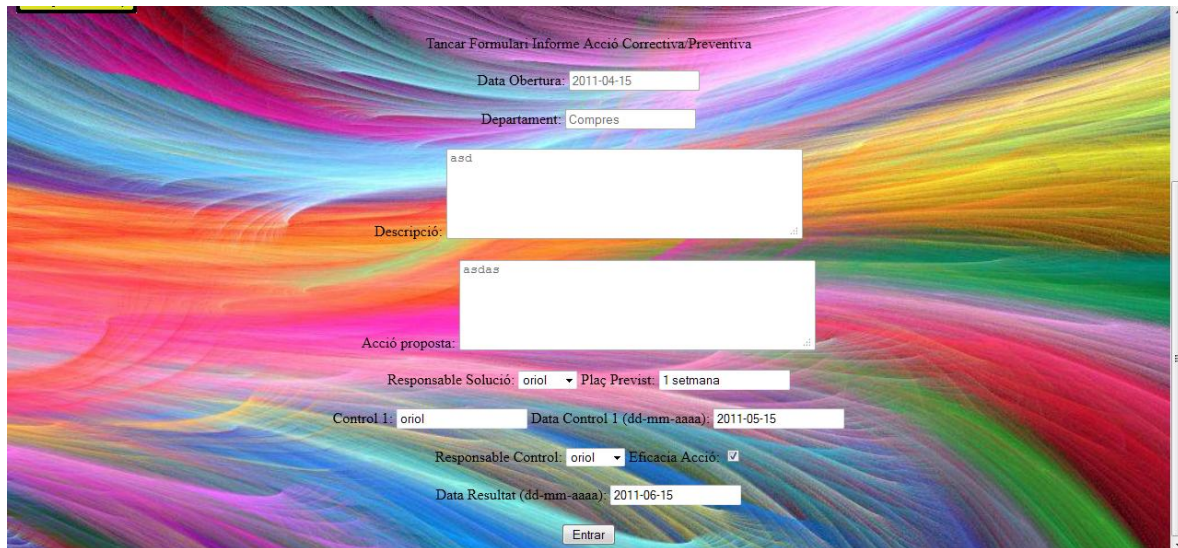 Tancar Formulari Informe Acció Correctiva/Preventiva
Data Obertura: 2011-04-15
Departament: Compres
asd
Descripció:
asdas
Acció proposta:
Responsable Solució: oriol Plaç Previst: 1 setmana
Control 1: oriol Data Control 1 (dd-mm-aaaa): 2011-05-15
Responsable Control: oriol Eficacia Acció:
Data Resultat (dd-mm-aaaa): 2011-06-15
Entrar